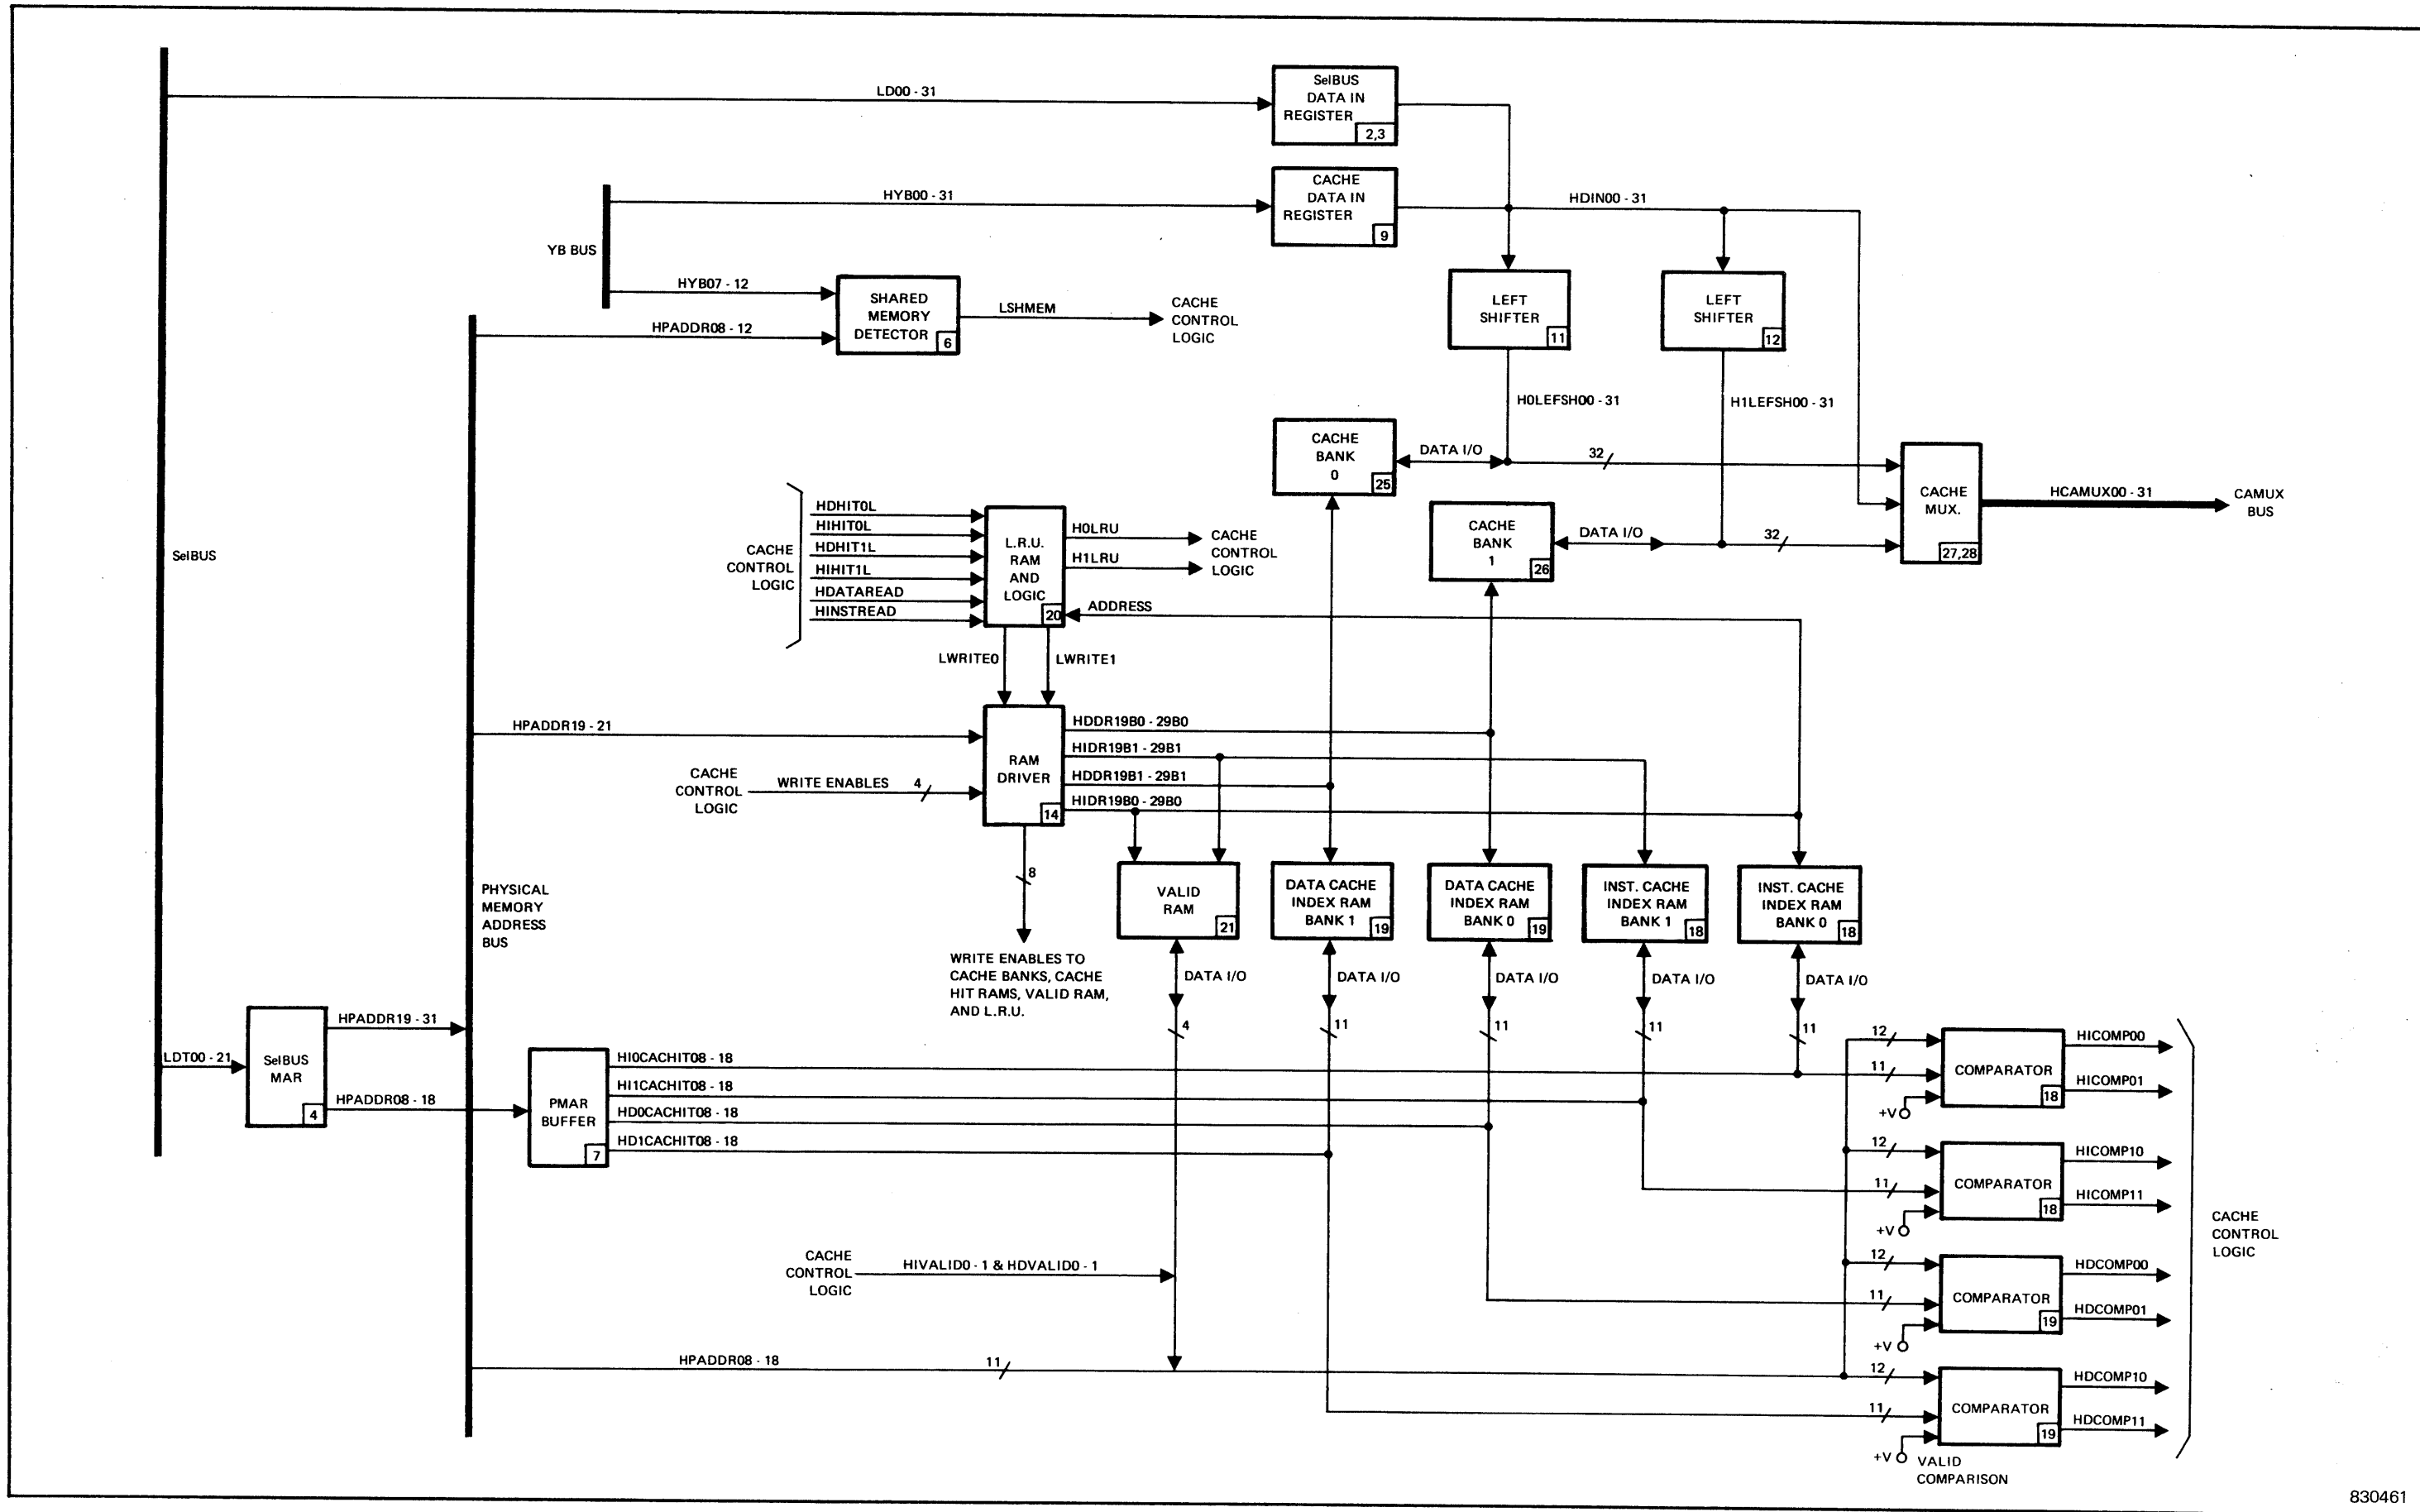 SelBUS
DATA IN
REGISTER
2,3
LD00 - 31
CACHE
DATA IN
REGISTER
9
HYB00 - 31
HDIN00 - 31
YB BUS
HYB07 - 12
SHARED
MEMORY
DETECTOR
6
LSHMEM
CACHE
CONTROL
LOGIC
HPADDR08 - 12
LEFT
SHIFTER
11
LEFT
SHIFTER
12
H0LEFSH00 - 31
H1LEFSH00 - 31
CACHE
BANK
0
25
DATA I/O
32
CACHE
BANK
1
26
DATA I/O
32
CACHE
MUX.
27,28
HCAMUX00 - 31
CAMUX
BUS
SelBUS
CACHE
CONTROL
LOGIC
HDHIT0L
HIHIT0L
HDHIT1L
HIHIT1L
HDATAREAD
HINSTREAD
L.R.U.
RAM
AND
LOGIC
20
H0LRU
H1LRU
CACHE
CONTROL
LOGIC
ADDRESS
LWRITE0
LWRITE1
HPADDR19 - 21
CACHE
CONTROL
LOGIC
WRITE ENABLES
4
RAM
DRIVER
14
HDDR19B0 - 29B0
HIDR19B1 - 29B1
HDDR19B1 - 29B1
HIDR19B0 - 29B0
8
WRITE ENABLES TO
CACHE BANKS, CACHE
HIT RAMS, VALID RAM,
AND L.R.U.
VALID
RAM
21
DATA CACHE
INDEX RAM
BANK 1
19
DATA CACHE
INDEX RAM
BANK 0
19
INST. CACHE
INDEX RAM
BANK 1
18
INST. CACHE
INDEX RAM
BANK 0
18
DATA I/O
DATA I/O
DATA I/O
DATA I/O
DATA I/O
4
11
11
11
11
PHYSICAL
MEMORY
ADDRESS
BUS
LDT00 - 21
SelBUS
MAR
4
HPADDR19 - 31
HPADDR08 - 18
PMAR
BUFFER
7
HI0CACHIT08 - 18
HI1CACHIT08 - 18
HD0CACHIT08 - 18
HD1CACHIT08 - 18
CACHE
CONTROL
LOGIC
HIVALID0 - 1 & HDVALID0 - 1
HPADDR08 - 18
11
12
11
+V
COMPARATOR
18
HICOMP00
HICOMP01
12
11
+V
COMPARATOR
18
HICOMP10
HICOMP11
12
11
+V
COMPARATOR
19
HDCOMP00
HDCOMP01
12
11
+V
COMPARATOR
19
HDCOMP10
HDCOMP11
VALID
COMPARISON
CACHE
CONTROL
LOGIC
830461